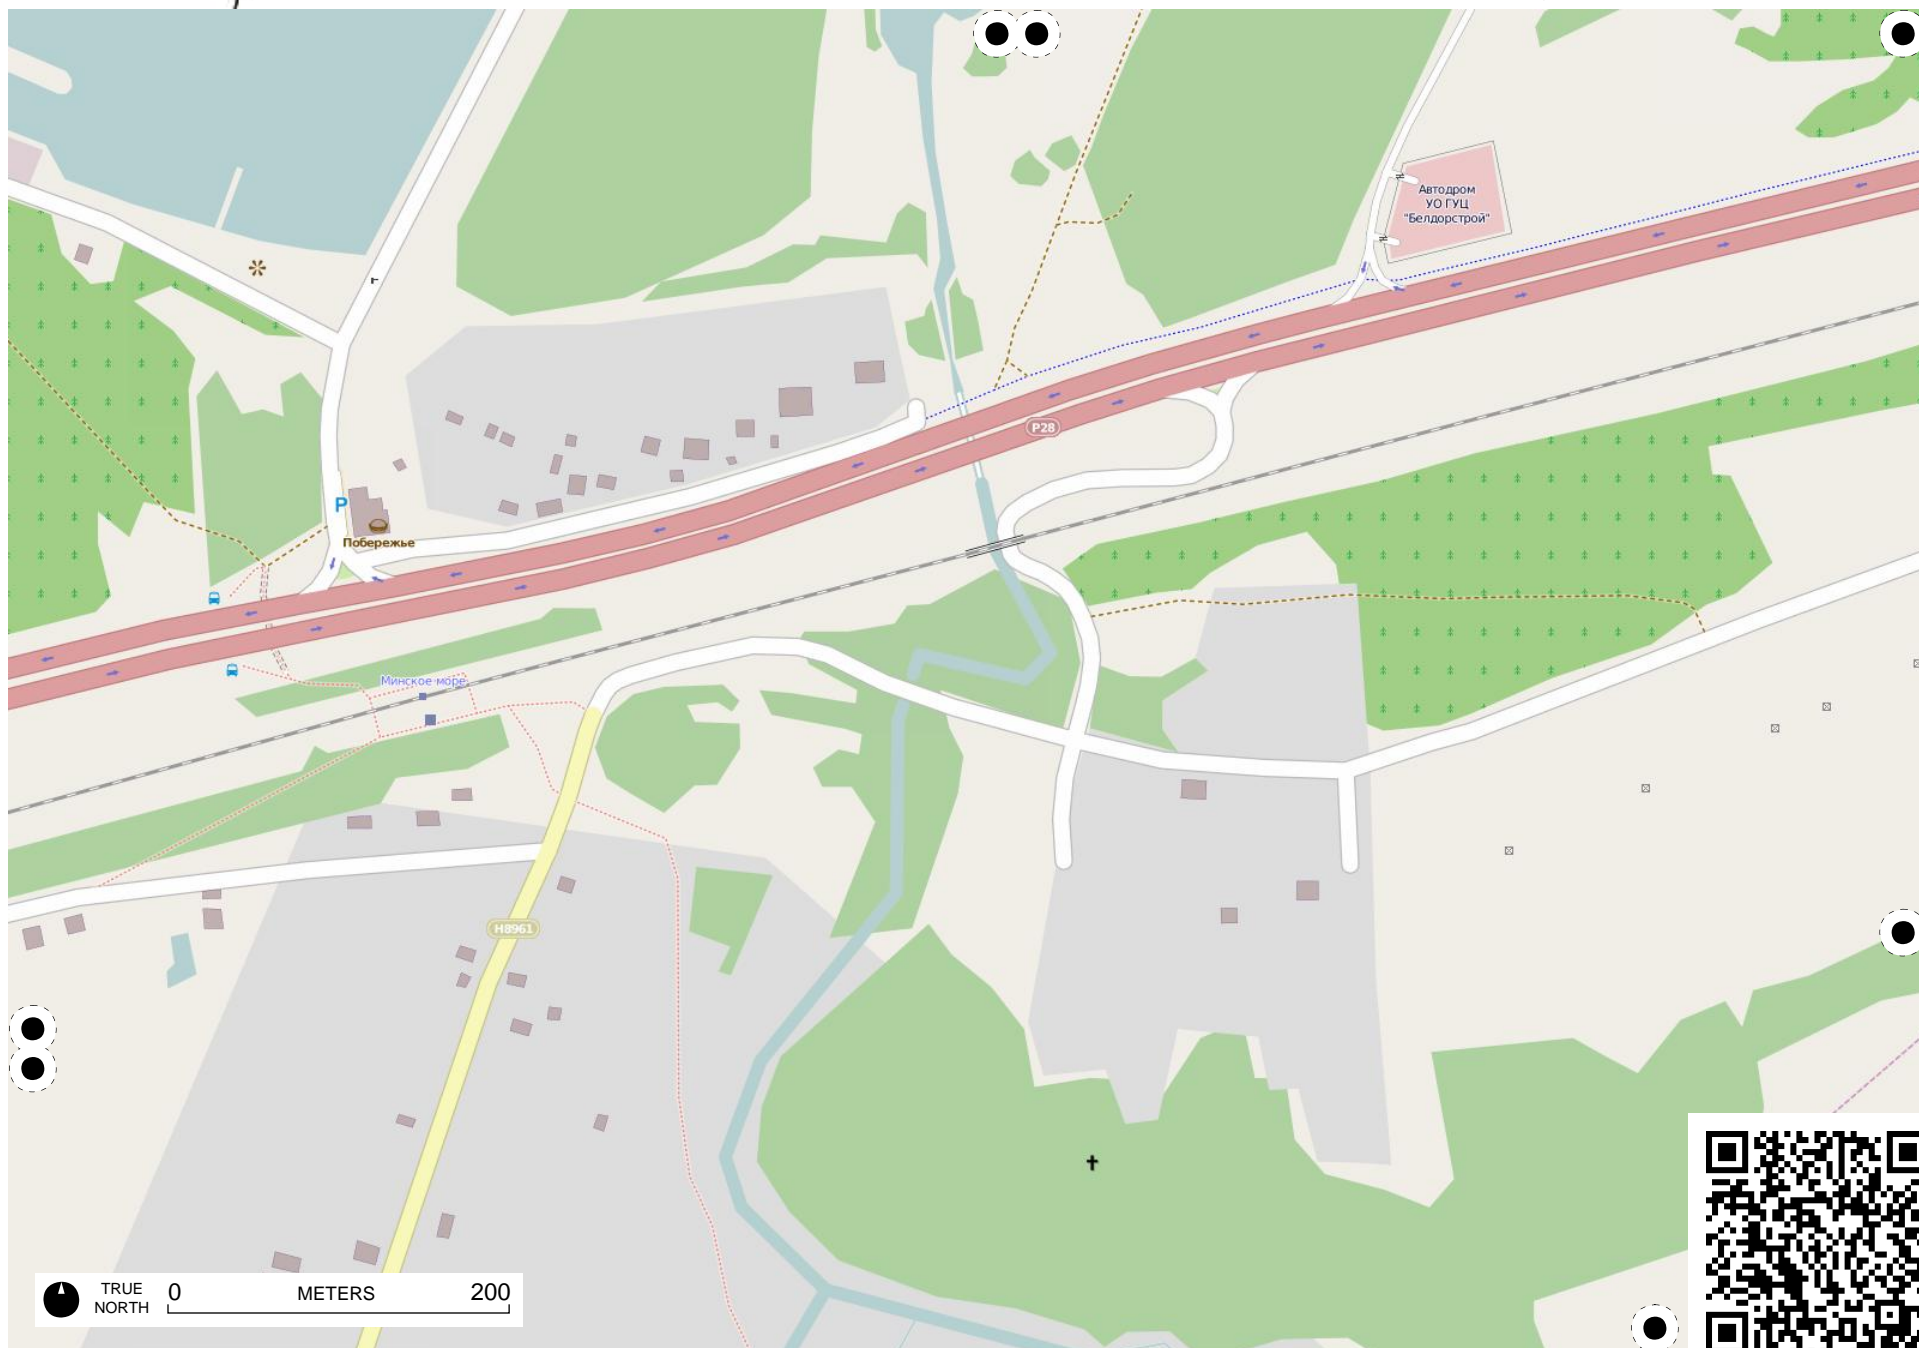 Автодром
УО ГУЦ
"Белдорстрой"
P28
P
Побережье
Минское море
H8961
TRUE
NORTH
0 METERS 200